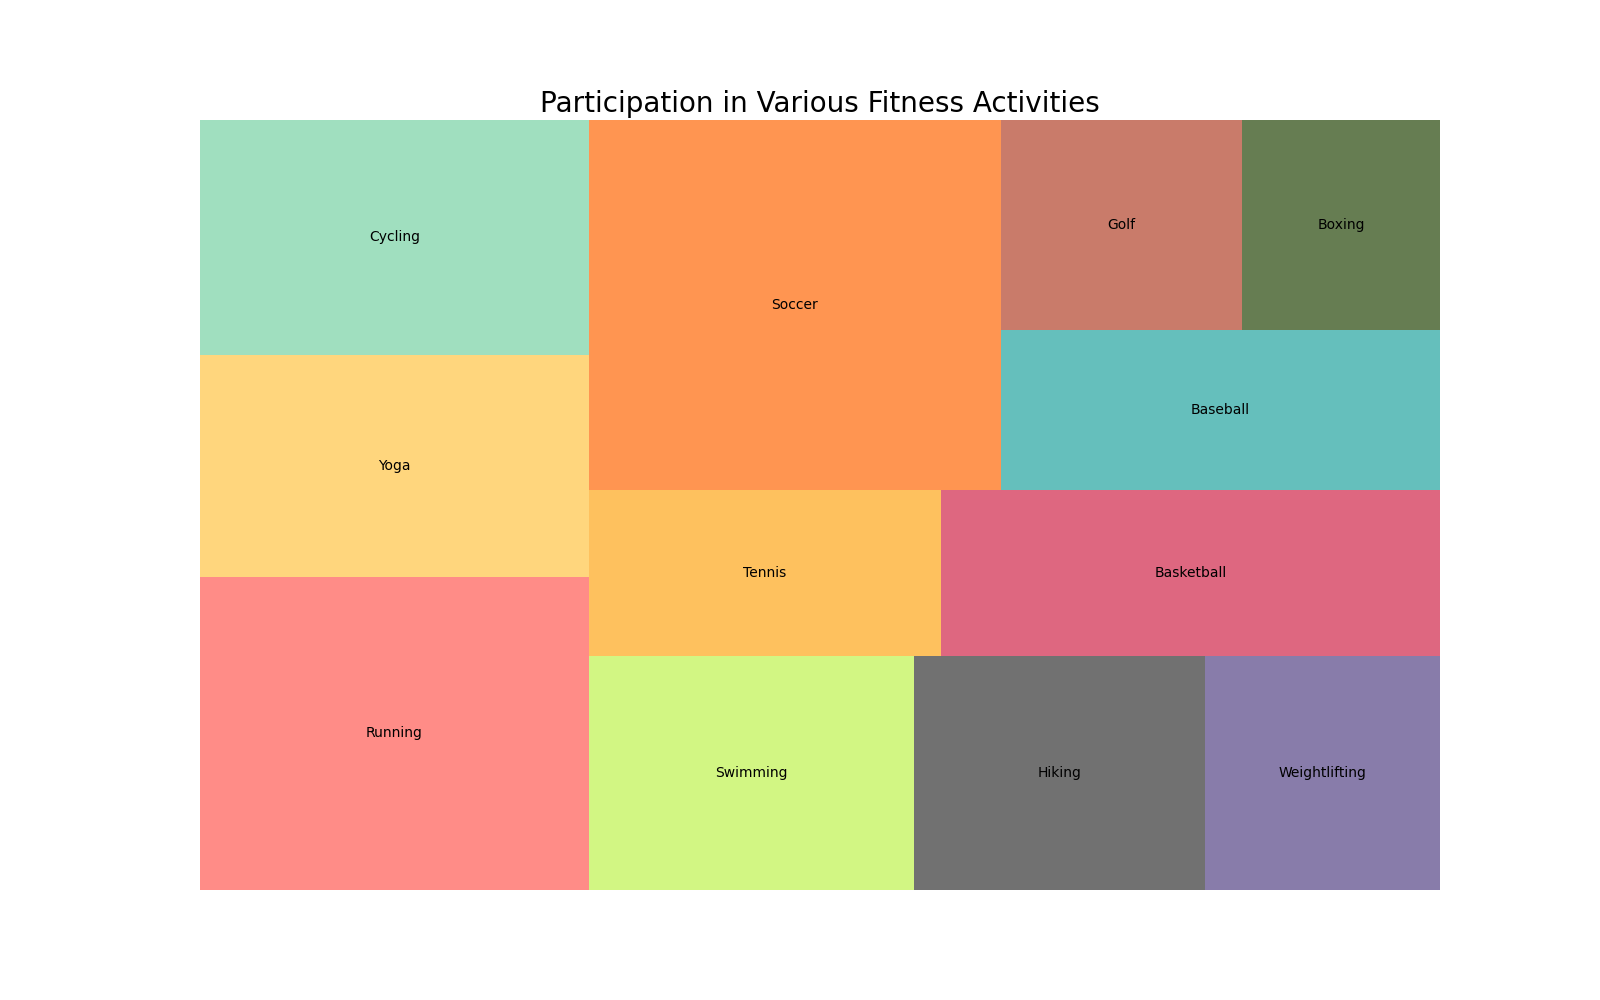 Participation in Various Fitness Activities
Cycling
Soccer
Golf
Boxing
Baseball
Yoga
Tennis
Basketball
Running
Swimming
Hiking
Weightlifting